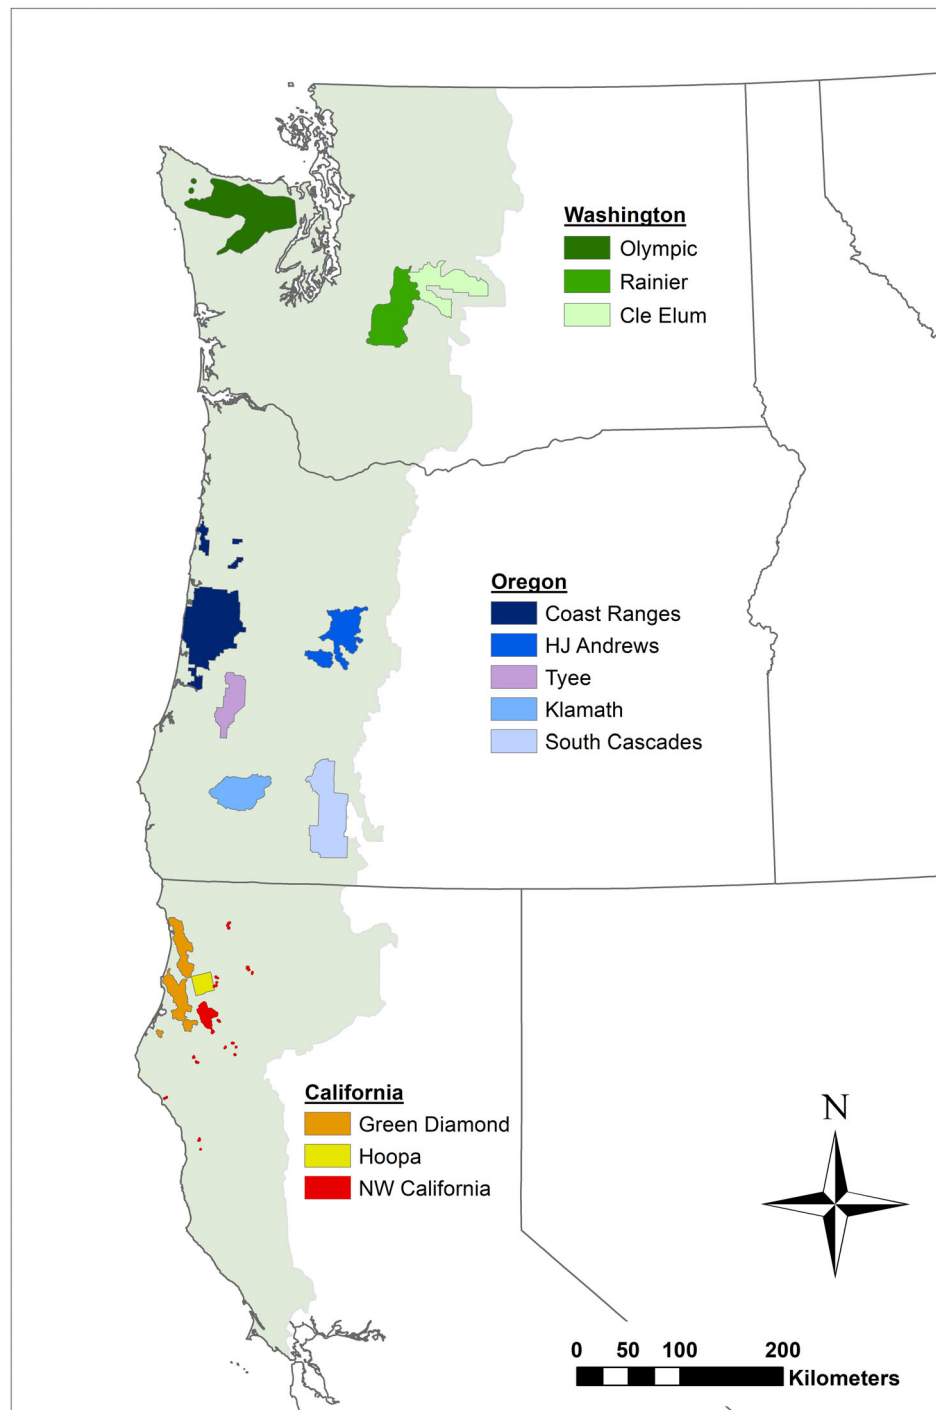 Washington
Olympic
Rainier
Cle Elum
Oregon
Coast Ranges
HJ Andrews
Tyee
Klamath
South Cascades
California
Green Diamond
Hoopa
NW California
N
0 50 100 200
Kilometers